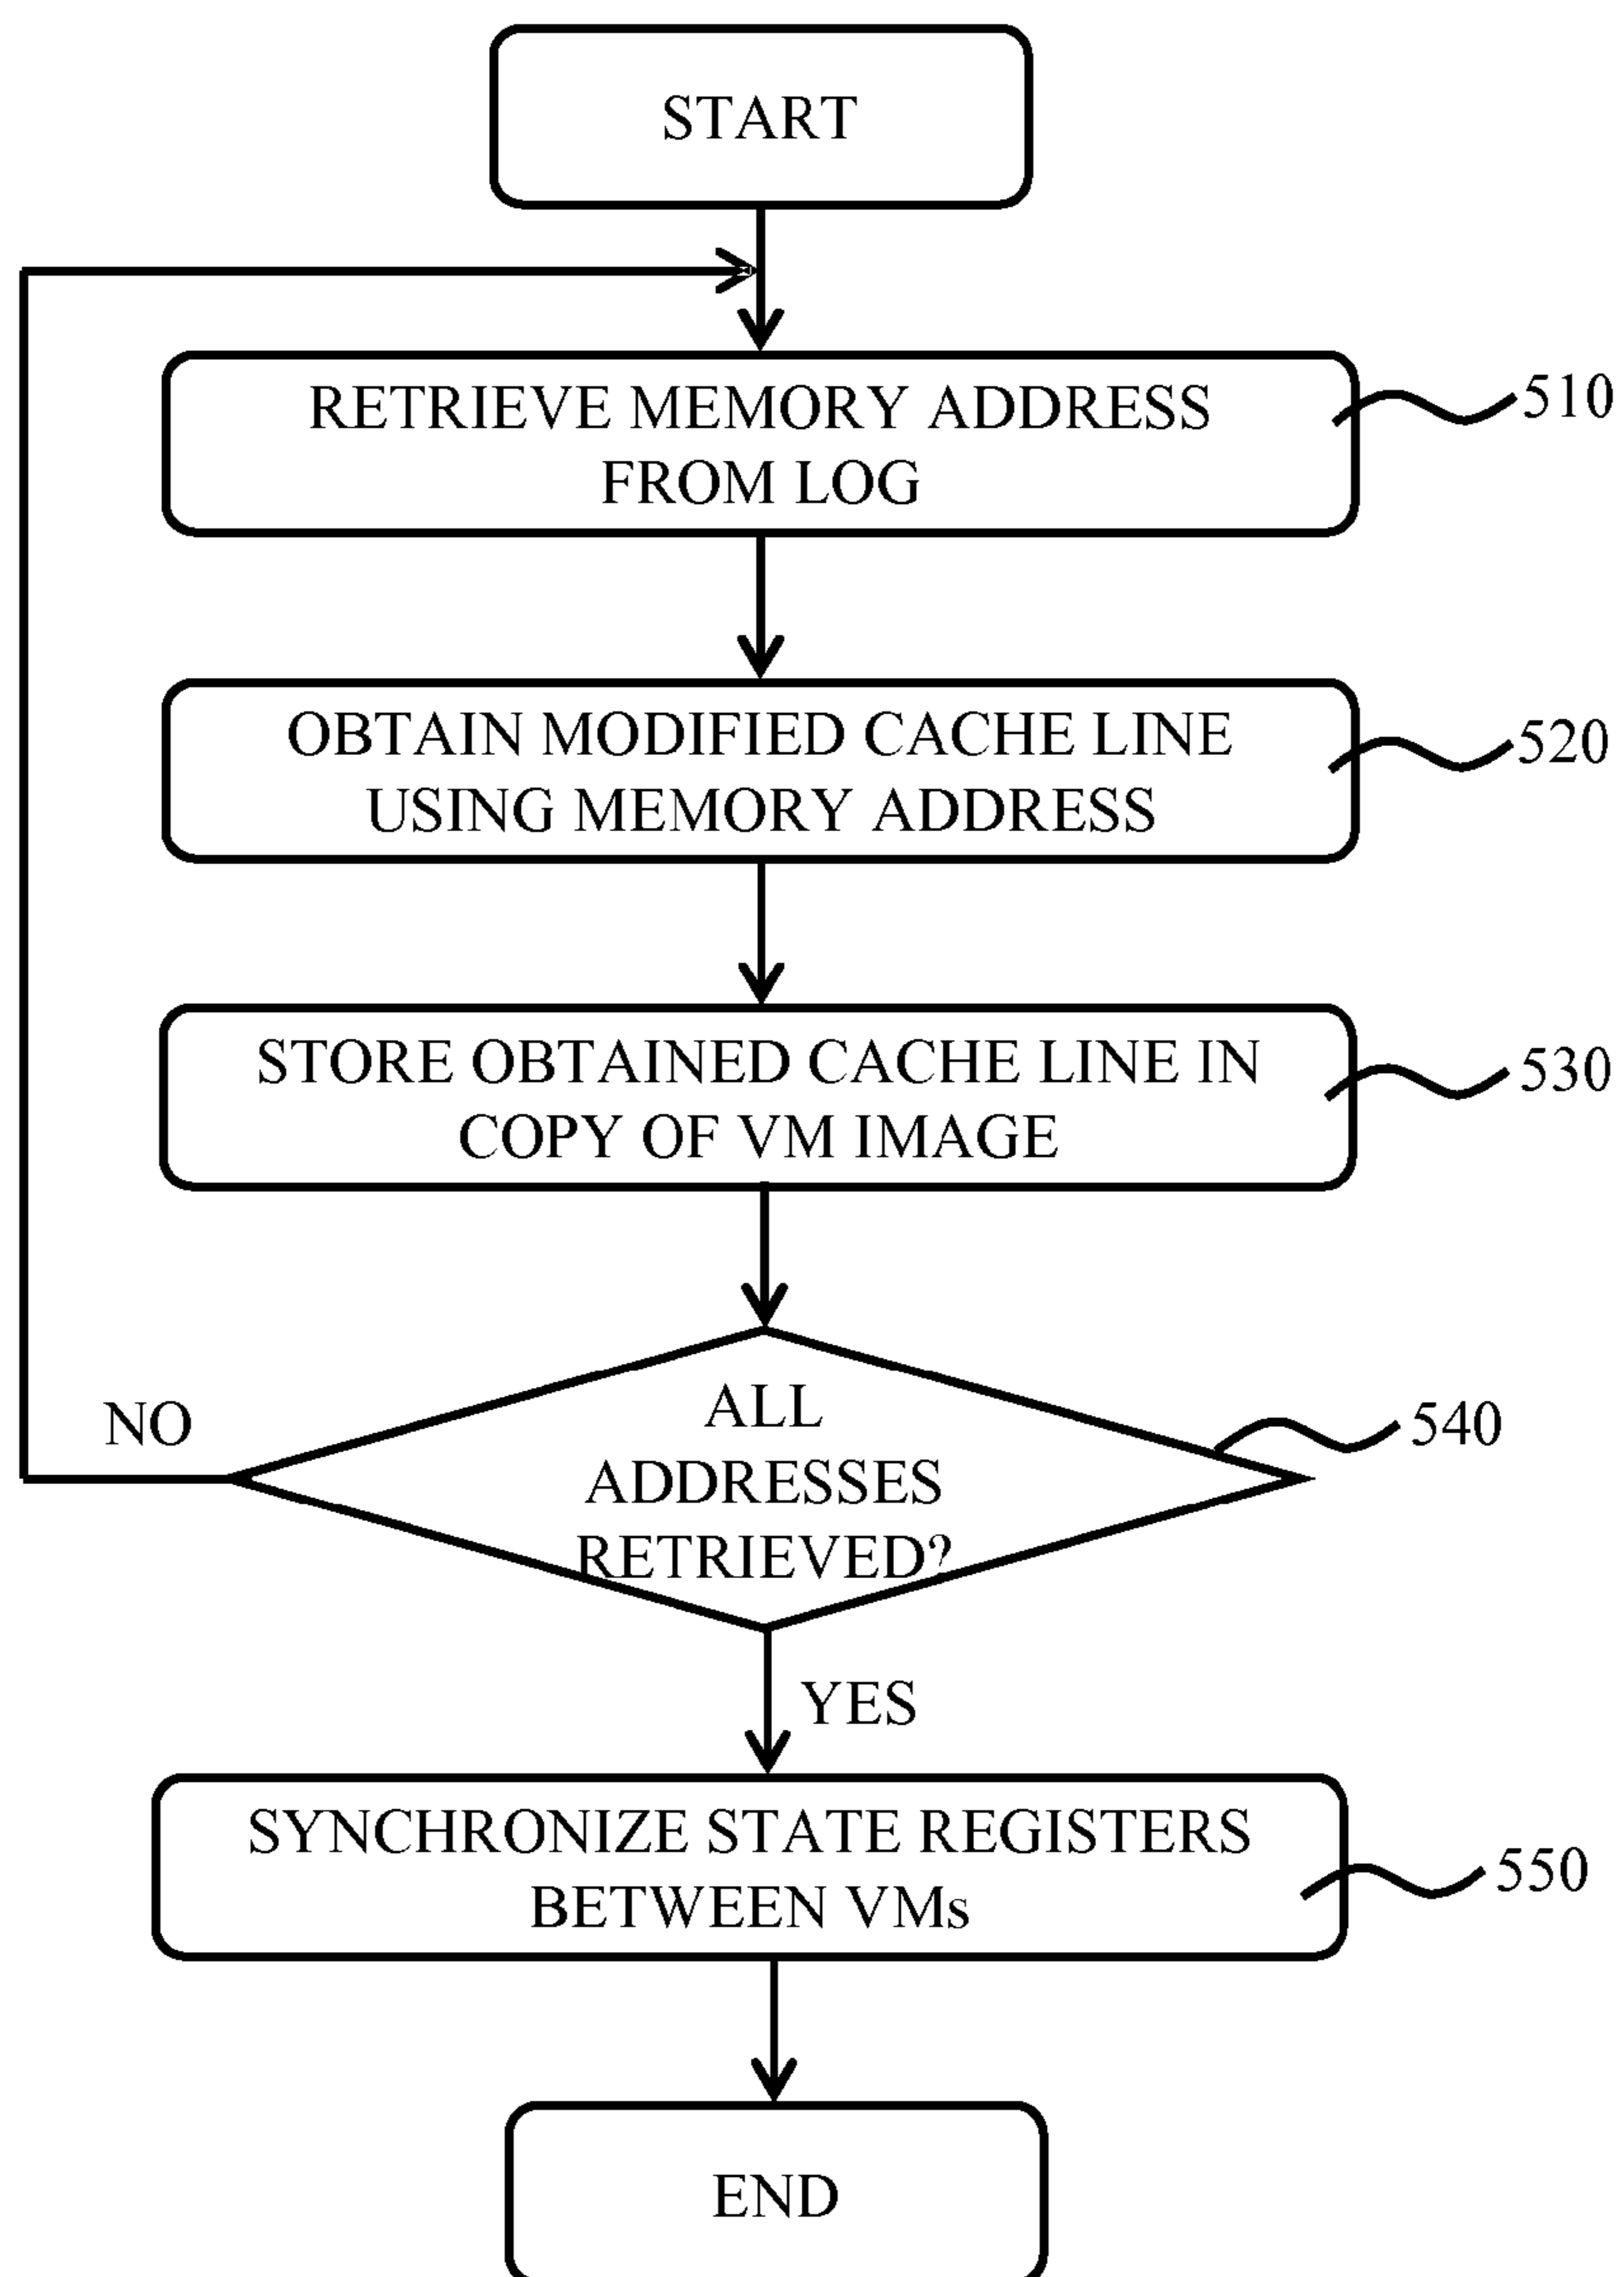 START
RETRIEVE MEMORY ADDRESS
FROM LOG
510
OBTAIN MODIFIED CACHE LINE
USING MEMORY ADDRESS
520
STORE OBTAINED CACHE LINE IN
COPY OF VM IMAGE
530
ALL
ADDRESSES
RETRIEVED?
540
NO
YES
SYNCHRONIZE STATE REGISTERS
BETWEEN VMs
550
END